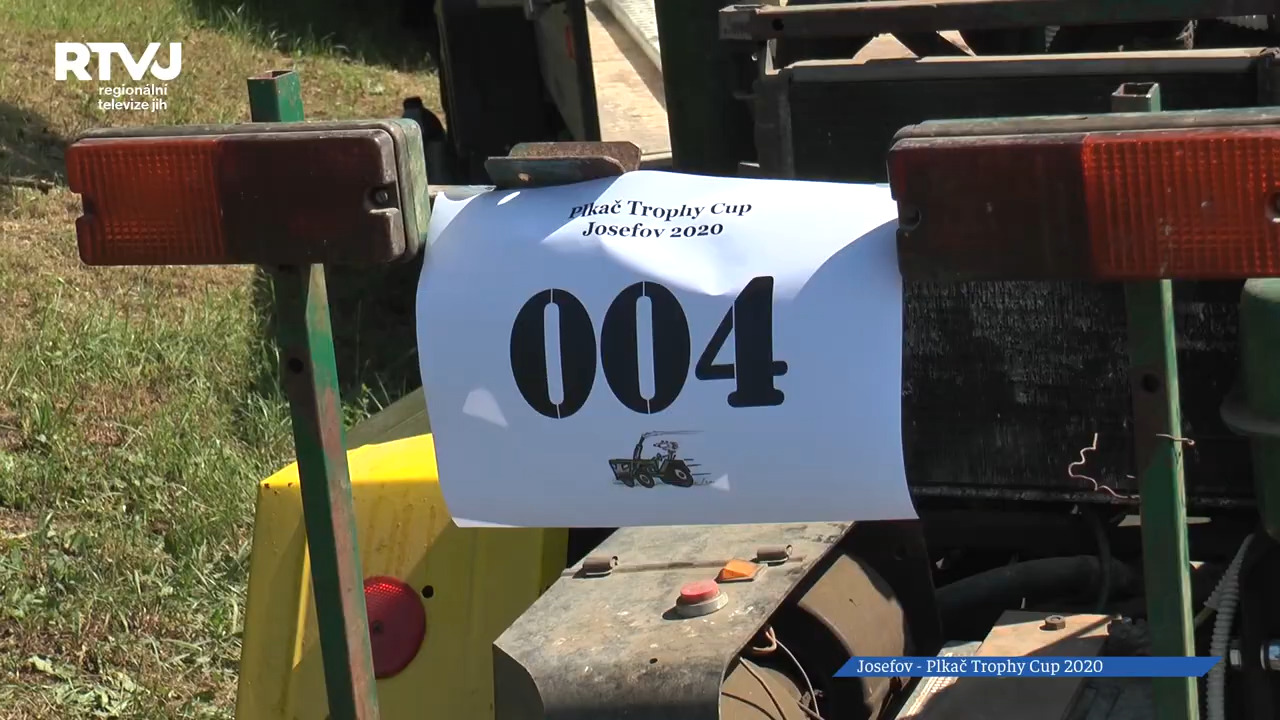 RTVJ
regionální
televize jih
Plkač Trophy Cup
Josefov 2020
004
Josefov - Plkač Trophy Cup 2020